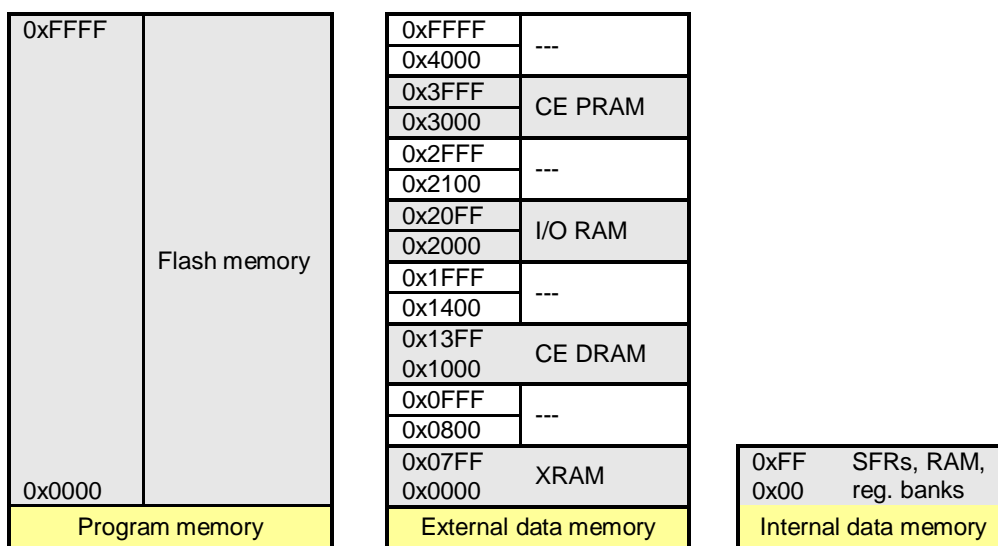 0xFFFF
Flash memory
0x0000
Program memory
0xFFFF
---
0x4000
0x3FFF
CE PRAM
0x3000
0x2FFF
---
0x2100
0x20FF
I/O RAM
0x2000
0x1FFF
---
0x1400
0x13FF
CE DRAM
0x1000
0x0FFF
---
0x0800
0x07FF
XRAM
0x0000
External data memory
0xFF SFRs, RAM,
0x00 reg. banks
Internal data memory